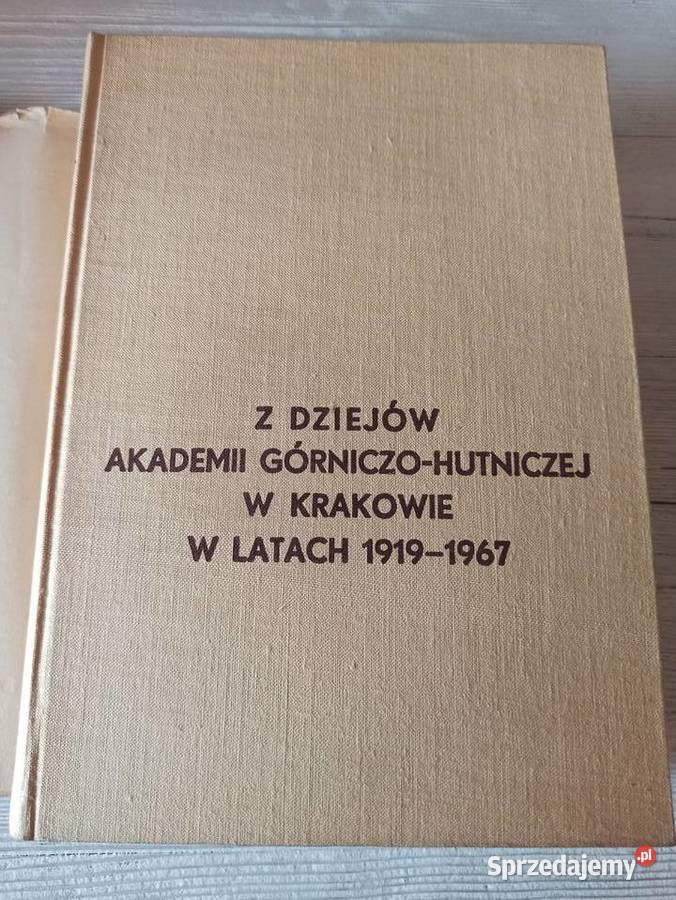 Z DZIEJÓW
AKADEMII GÓRNICZO-HUTNICZEJ
W KRAKOWIE
W LATACH 1919–1967
Sprzedajemy.pl